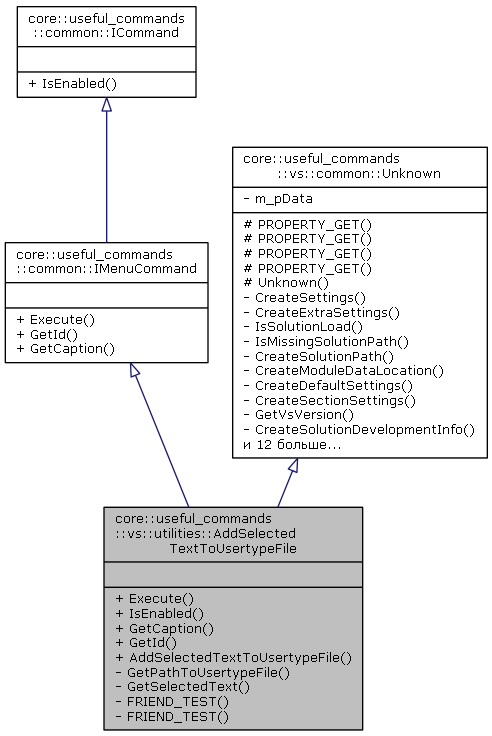 core::useful_commands
::common::ICommand
+ IsEnabled()
core::useful_commands
::vs::common::Unknown
- m_pData
# PROPERTY_GET()
# PROPERTY_GET()
# PROPERTY_GET()
# PROPERTY_GET()
# Unknown()
- CreateSettings()
- CreateExtraSettings()
- IsSolutionLoad()
- IsMissingSolutionPath()
- CreateSolutionPath()
- CreateModuleDataLocation()
- CreateDefaultSettings()
- CreateSectionSettings()
- GetVsVersion()
- CreateSolutionDevelopmentInfo()
и 12 больше...
core::useful_commands
::common::IMenuCommand
+ Execute()
+ GetId()
+ GetCaption()
core::useful_commands
::vs::utilities::AddSelected
TextToUsertypeFile
+ Execute()
+ IsEnabled()
+ GetCaption()
+ GetId()
+ AddSelectedTextToUsertypeFile()
- GetPathToUsertypeFile()
- GetSelectedText()
- FRIEND_TEST()
- FRIEND_TEST()